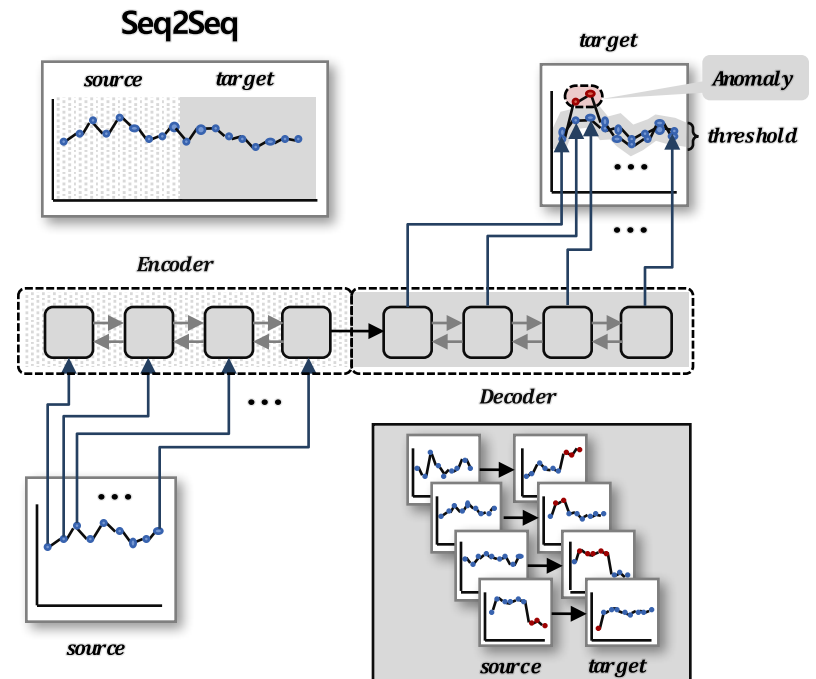 Seq2Seq
target
source target
Anomaly
threshold
...
...
Encoder
...
Decoder
...
source
source target